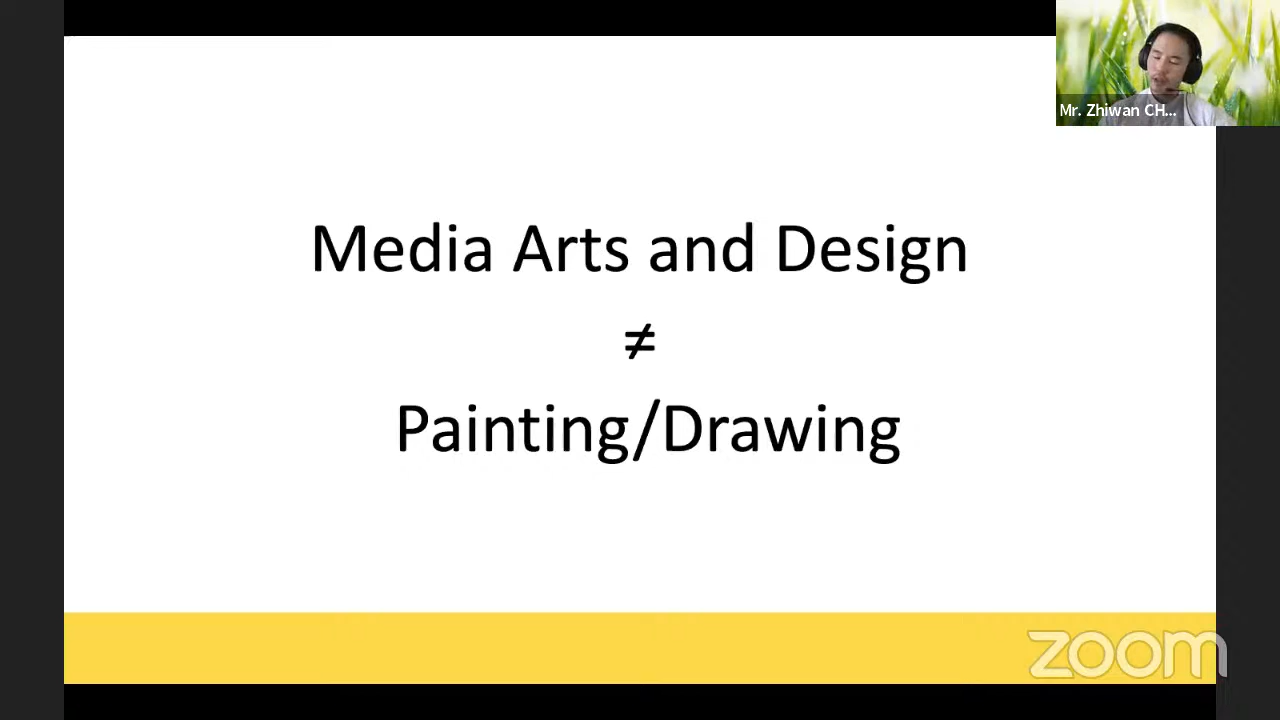 Mr. Zhiwan CH...
Media Arts and Design
≠
Painting/Drawing
zoom